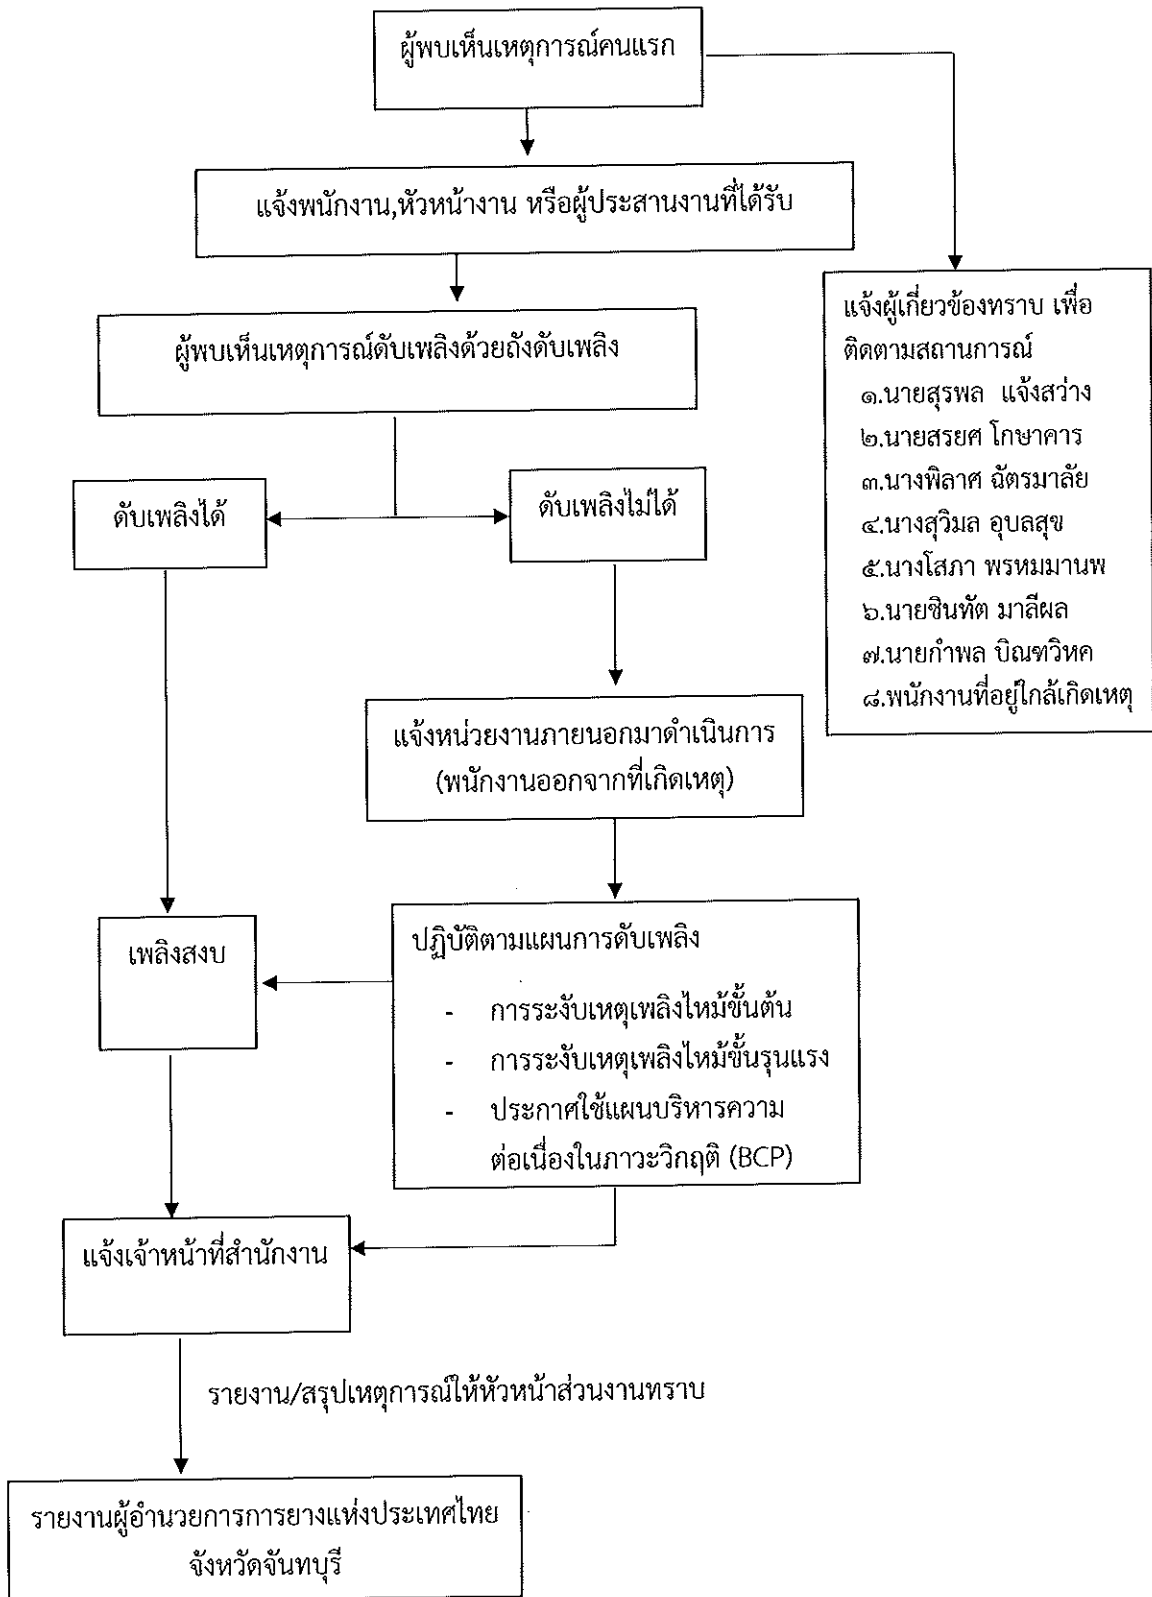 ผู้พบเห็นเหตุการณ์คนแรก
แจ้งพนักงาน,หัวหน้างาน หรือผู้ประสานงานที่ได้รับ
ผู้พบเห็นเหตุการณ์ดับเพลิงด้วยถังดับเพลิง
แจ้งผู้เกี่ยวข้องทราบ เพื่อ
ติดตามสถานการณ์
๑.นายสุรพล แจ้งสว่าง
๒.นายสรยศ โกษาคาร
๓.นางพิลาศ ฉัตรมาลัย
๔.นางสุวิมล อุบลสุข
๕.นางโสภา พรหมมานพ
๖.นายชินทัต มาลีผล
๗.นายกำพล บิณฑวิหค
๘.พนักงานที่อยู่ใกล้เกิดเหตุ
ดับเพลิงได้
ดับเพลิงไม่ได้
แจ้งหน่วยงานภายนอกมาดำเนินการ
(พนักงานออกจากที่เกิดเหตุ)
เพลิงสงบ
ปฏิบัติตามแผนการดับเพลิง
- การระงับเหตุเพลิงไหม้ขั้นต้น
- การระงับเหตุเพลิงไหม้ขั้นรุนแรง
- ประกาศใช้แผนบริหารความ
ต่อเนื่องในภาวะวิกฤติ (BCP)
แจ้งเจ้าหน้าที่สำนักงาน
รายงาน/สรุปเหตุการณ์ให้หัวหน้าส่วนงานทราบ
รายงานผู้อำนวยการการยางแห่งประเทศไทย
จังหวัดจันทบุรี